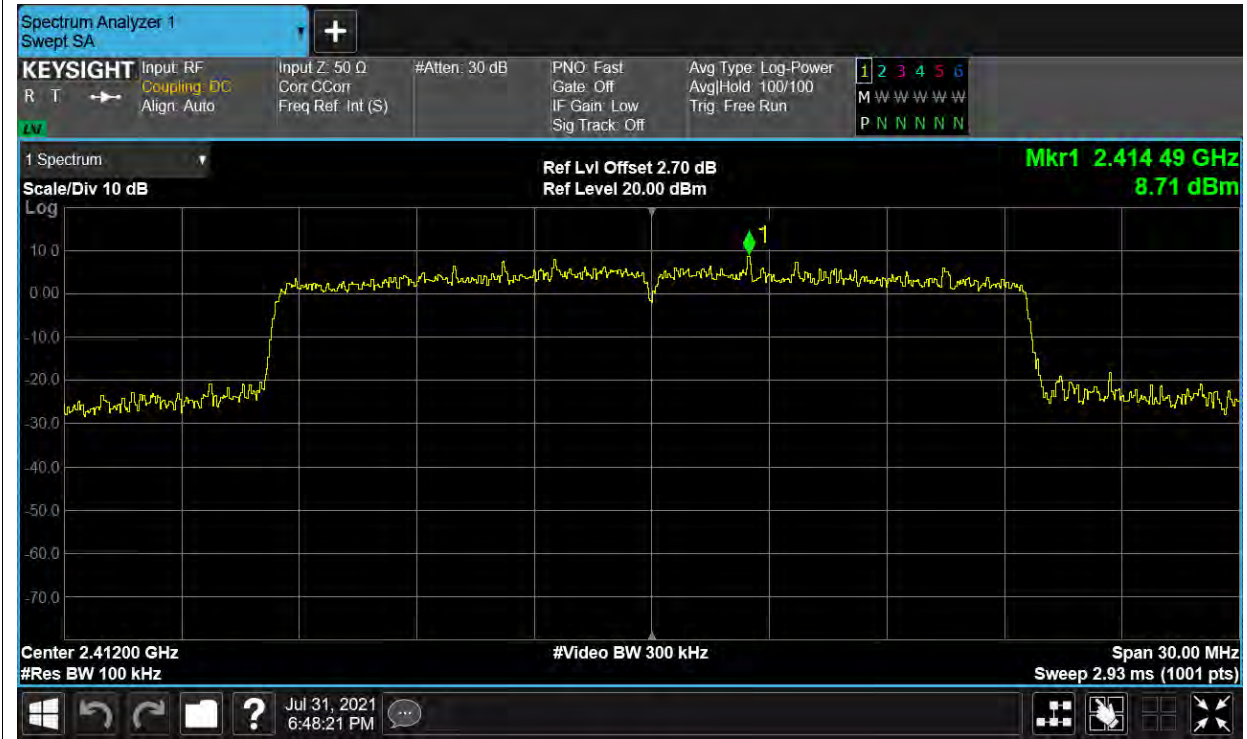 Spectrum Analyzer 1
Swept SA
+
KEYSIGHT Input: RF Input Z: 50 Ω #Atten: 30 dB PNO: Fast Avg Type: Log-Power 1 2 3 4 5 6
R T Coupling: DC Corr CCorr Gate: Off Avg|Hold: 100/100 M W W W W W
Align: Auto Freq Ref: Int (S) IF Gain: Low Trig: Free Run P N N N N N
Sig Track: Off
1 Spectrum Ref Lvl Offset 2.70 dB Mkr1 2.414 49 GHz
Scale/Div 10 dB Ref Level 20.00 dBm 8.71 dBm
Log
1
10.0
0.00
-10.0
-20.0
-30.0
-40.0
-50.0
-60.0
-70.0
Center 2.41200 GHz #Video BW 300 kHz Span 30.00 MHz
#Res BW 100 kHz Sweep 2.93 ms (1001 pts)
? Jul 31, 2021
6:48:21 PM